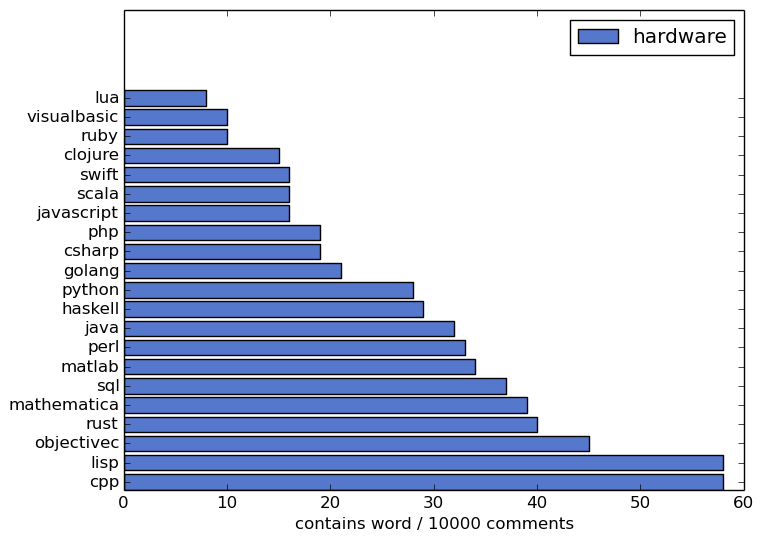 hardware
lua
visualbasic
ruby
clojure
swift
scala
javascript
php
csharp
golang
python
haskell
java
perl
matlab
sql
mathematica
rust
objectivec
lisp
cpp
0 10 20 30 40 50 60
contains word / 10000 comments